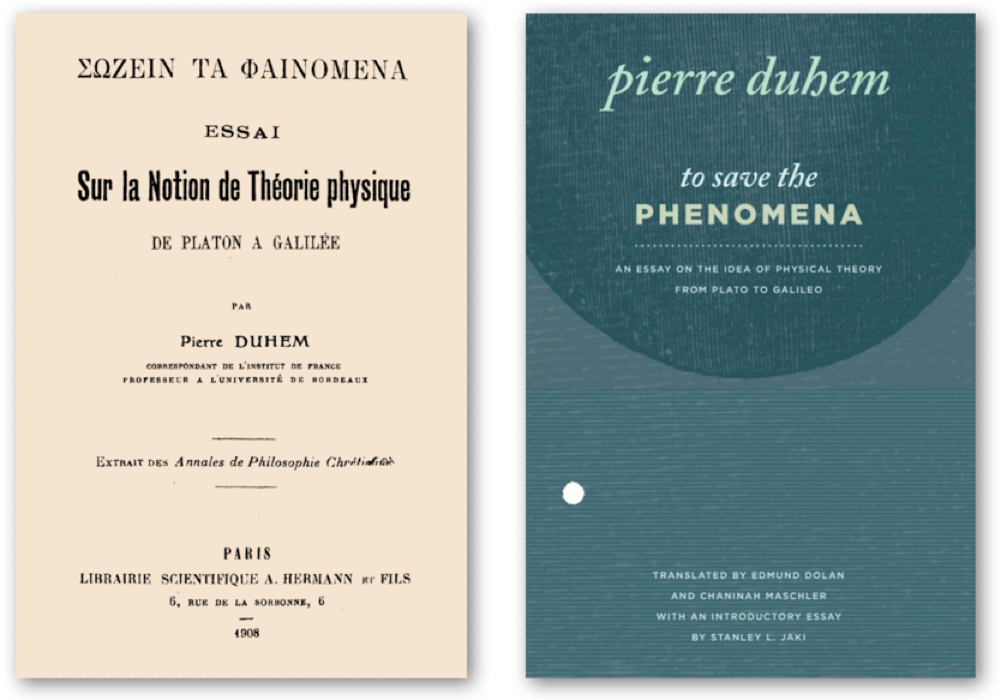 ΣΩΖΕΙΝ ΤΑ ΦΑΙΝΟΜΕΝΑ
ESSAI
Sur la Notion de Théorie physique
DE PLATON A GALILÉE
PAR
Pierre DUHEM
CORRESPONDANT DE L'INSTITUT DE FRANCE
PROFESSEUR A L'UNIVERSITÉ DE BORDEAUX
EXTRAIT DES Annales de Philosophie
PARIS
LIBRAIRIE SCIENTIFIQUE A. HERMANN ET FILS
6, RUE DE LA SORBONNE, 6
1908
pierre duhem
to save the
PHENOMENA
AN ESSAY ON THE IDEA OF PHYSICAL THEORY
FROM PLATO TO GALILEO
TRANSLATED BY EDMUND DOLAN
AND CHANINAH MASCHLER
WITH AN INTRODUCTORY ESSAY
BY STANLEY L. JAKI